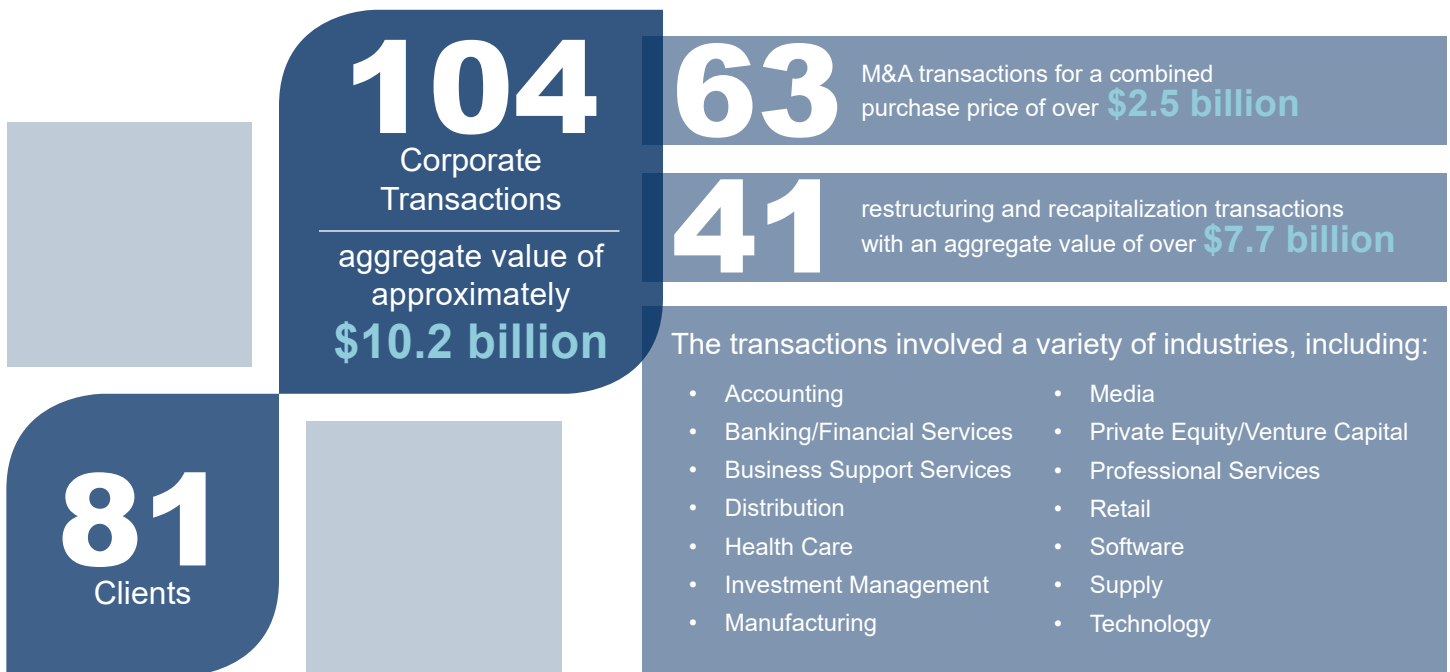 104
Corporate
Transactions
aggregate value of
approximately
$10.2 billion
81
Clients
63
M&A transactions for a combined
purchase price of over $2.5 billion
41
restructuring and recapitalization transactions
with an aggregate value of over $7.7 billion
The transactions involved a variety of industries, including:
• Accounting
• Banking/Financial Services
• Business Support Services
• Distribution
• Health Care
• Investment Management
• Manufacturing
• Media
• Private Equity/Venture Capital
• Professional Services
• Retail
• Software
• Supply
• Technology